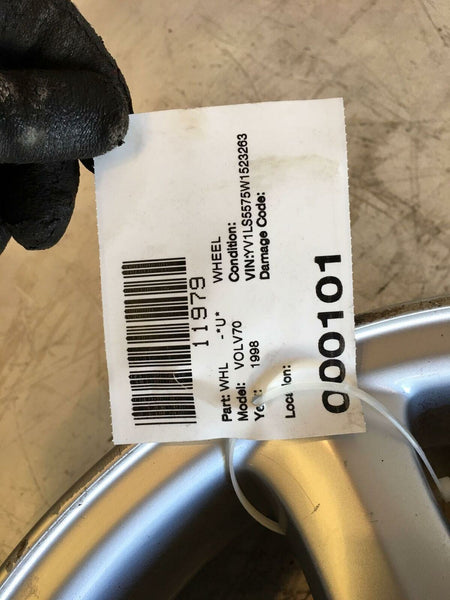 11979
Part: WHL -*U* WHEEL
Model: VOLV70 Condition:
1998 VIN:YV1LS5575W1523263
Damage Code:
000101